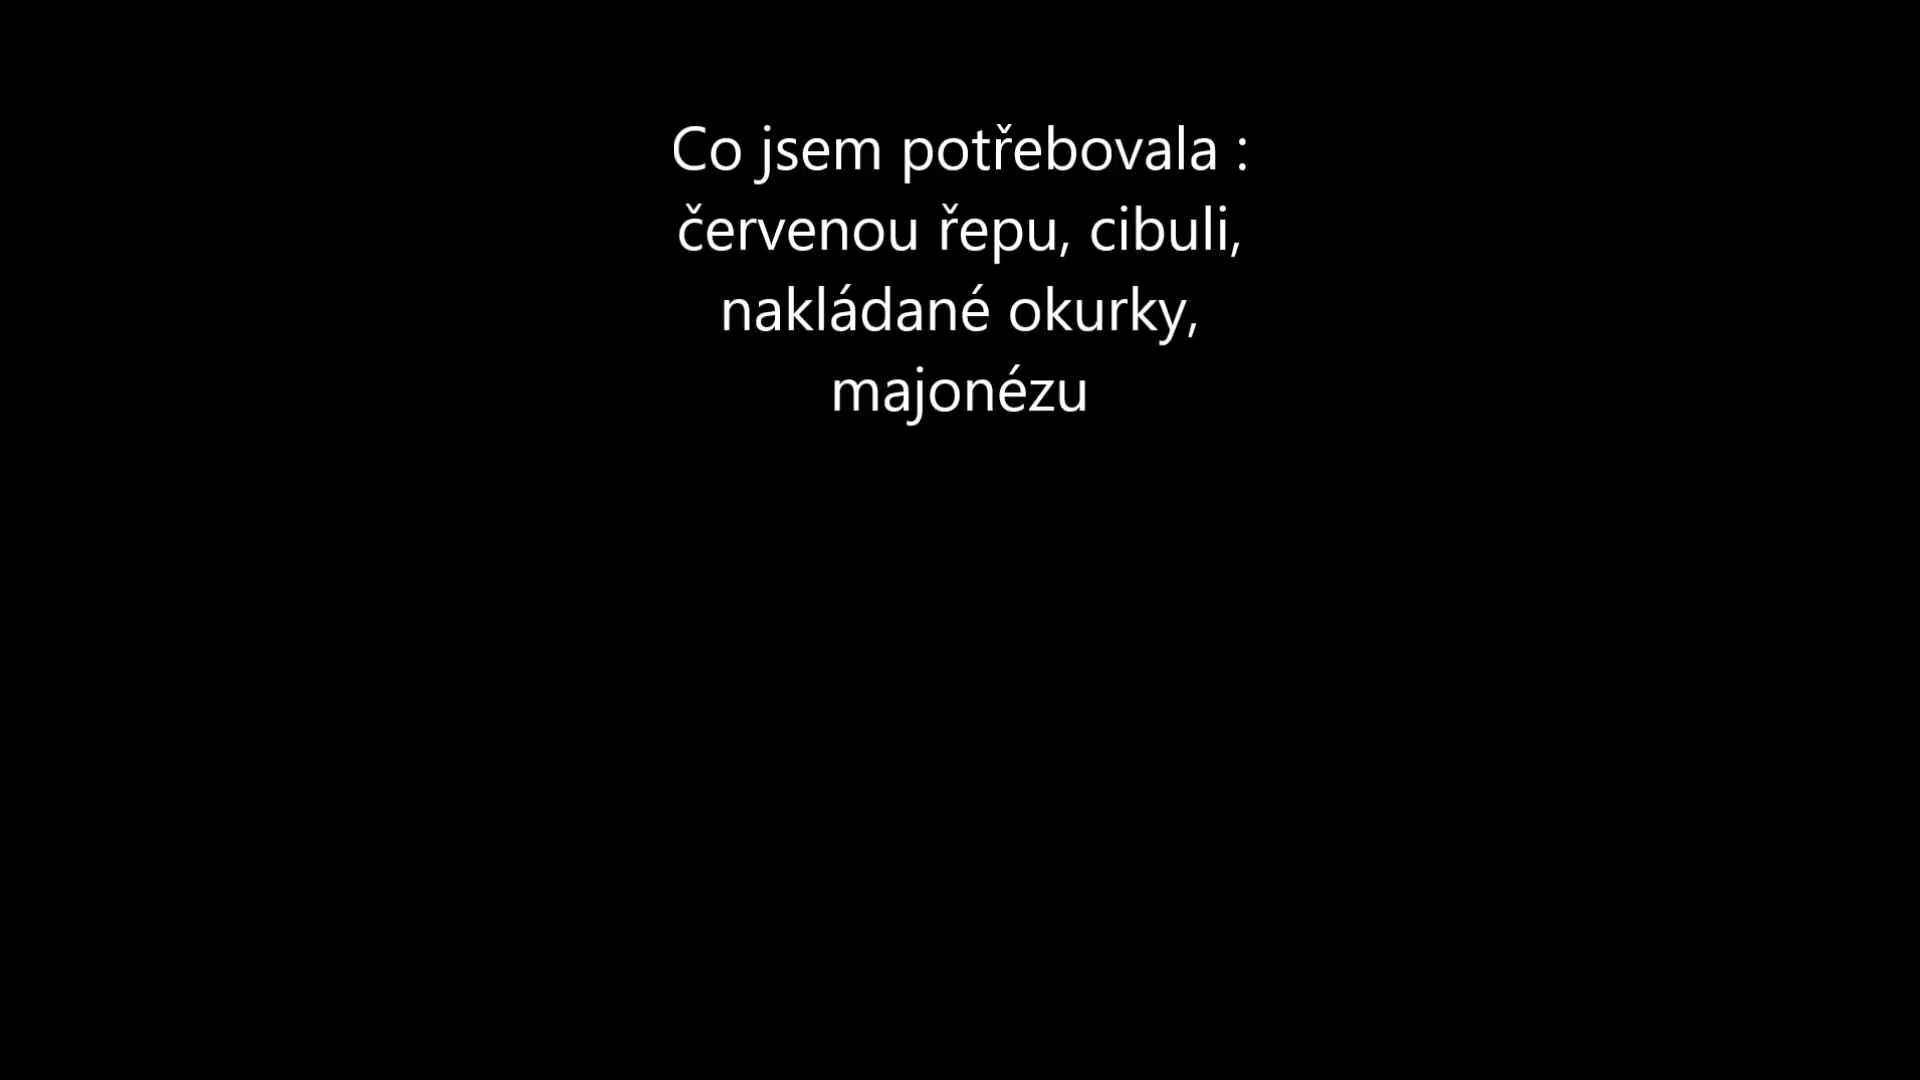 Co jsem potřebovala :
červenou řepu, cibuli,
nakládané okurky,
majonézu